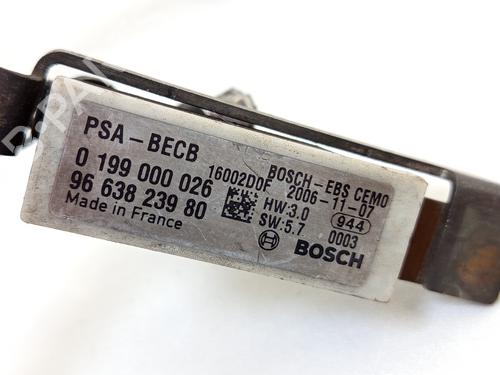 PSA-BECB
0 199 000 026
96 638 239 80
Made in France
16002D0F
BOSCH-EBS CEM0
2006-11-07
HW:3.0
SW:5.7
944
0003
BOSCH